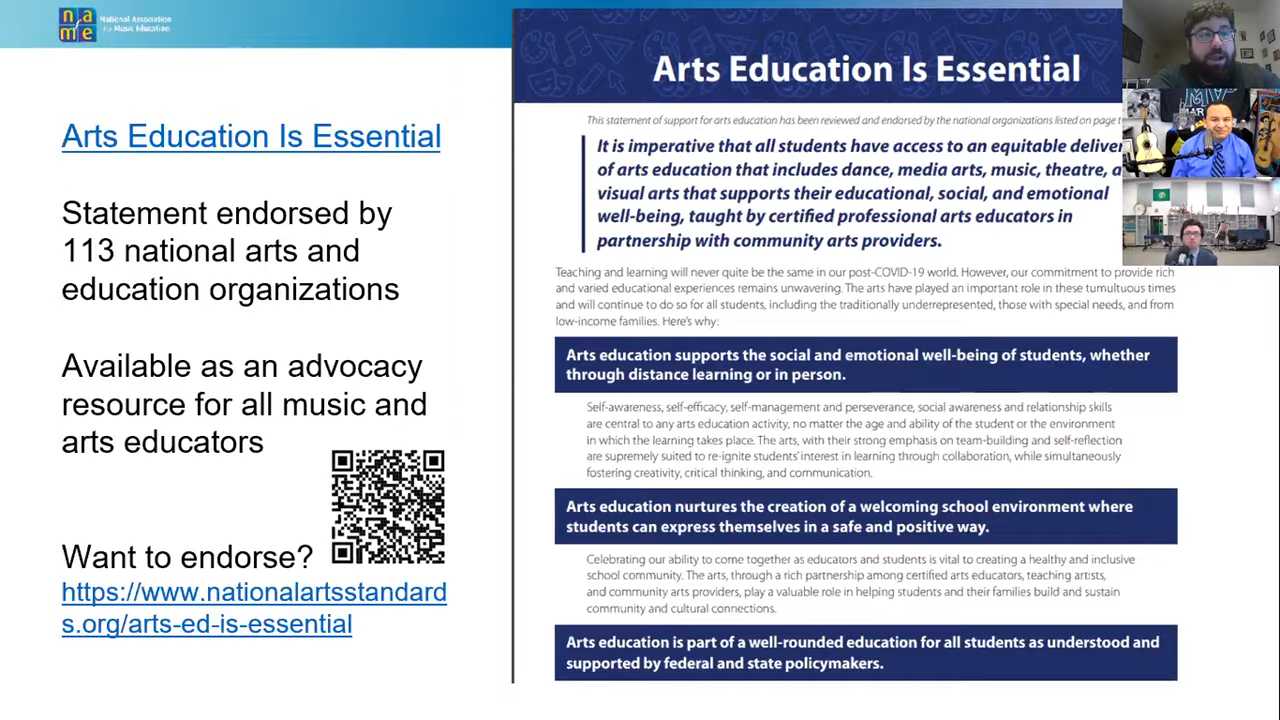 na
me
National Association
for Music Education
Arts Education Is Essential
Statement endorsed by
113 national arts and
education organizations
Available as an advocacy
resource for all music and
arts educators
Want to endorse?
https://www.nationalartsstandard
s.org/arts-ed-is-essential
Arts Education Is Essential
This statement of support for arts education has been reviewed and endorsed by the national organizations listed on page
It is imperative that all students have access to an equitable
of arts education that includes dance, media arts, music, theatre,
visual arts that supports their educational, social, and emotional
well-being, taught by certified professional arts educators in
partnership with community arts providers.
Teaching and learning will never quite be the same in our post-COVID-19 world. However, our commitment to provide rich
and varied educational experiences remains unwavering. The arts have played an important role in these tumultuous times
and will continue to do so for all students, including the traditionally underrepresented, those with special needs, and from
low-income families. Here's why:
Arts education supports the social and emotional well-being of students, whether
through distance learning or in person.
Self-awareness, self-efficacy, self-management and perseverance, social awareness and relationship skills
are central to any arts education activity, no matter the age and ability of the student or the environment
in which the learning takes place. The arts, with their strong emphasis on team-building and self-reflection
are supremely suited to re-ignite students' interest in learning through collaboration, while simultaneously
fostering creativity, critical thinking, and communication.
Arts education nurtures the creation of a welcoming school environment where
students can express themselves in a safe and positive way.
Celebrating our ability to come together as educators and students is vital to creating a healthy and inclusive
school community. The arts, through a rich partnership among certified arts educators, teaching artists,
and community arts providers, play a valuable role in helping students and their families build and sustain
community and cultural connections.
Arts education is part of a well-rounded education for all students as understood and
supported by federal and state policymakers.